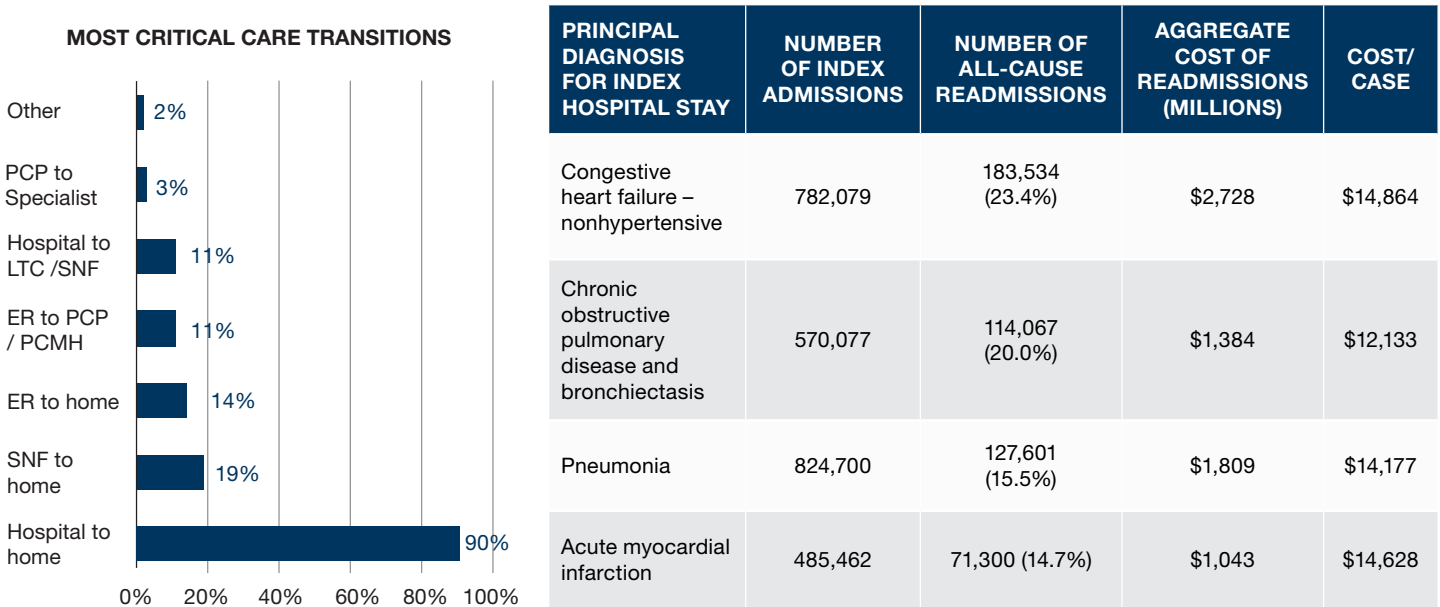 MOST CRITICAL CARE TRANSITIONS
Other
2%
PCP to
Specialist
3%
Hospital to
LTC /SNF
11%
ER to PCP
/ PCMH
11%
ER to home
14%
SNF to
home
19%
Hospital to
home
90%
0% 20% 40% 60% 80% 100%
PRINCIPAL
DIAGNOSIS
FOR INDEX
HOSPITAL STAY
NUMBER
OF INDEX
ADMISSIONS
NUMBER OF
ALL-CAUSE
READMISSIONS
AGGREGATE
COST OF
READMISSIONS
(MILLIONS)
COST/
CASE
Congestive
heart failure –
nonhypertensive
782,079
183,534
(23.4%)
$2,728
$14,864
Chronic
obstructive
pulmonary
disease and
bronchiectasis
570,077
114,067
(20.0%)
$1,384
$12,133
Pneumonia
824,700
127,601
(15.5%)
$1,809
$14,177
Acute myocardial
infarction
485,462
71,300 (14.7%)
$1,043
$14,628